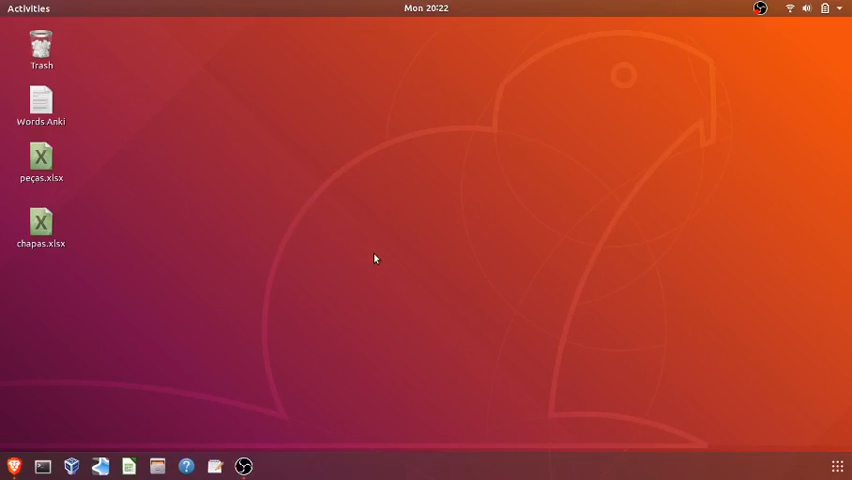 Activities
Mon 20:22
Trash
Words Anki
peças.xlsx
chapas.xlsx